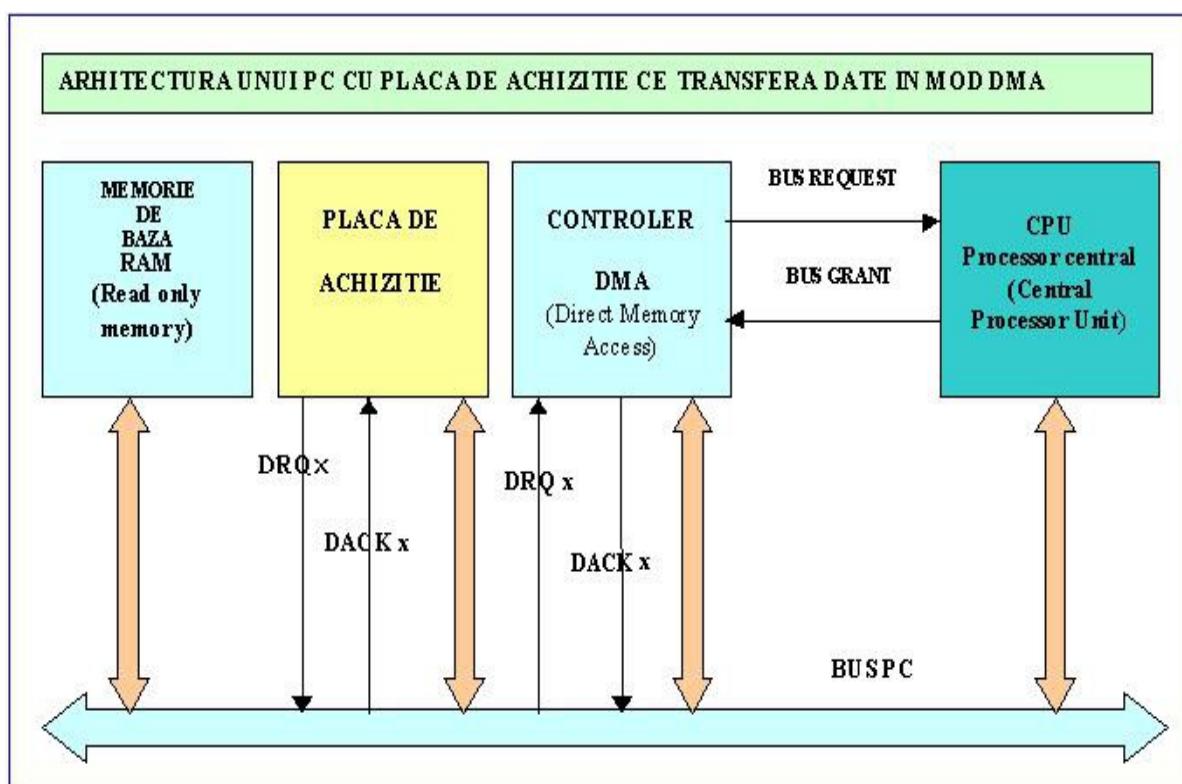 ARHITECTURA UNUI PC CU PLACA DE ACHIZITIE CE TRANSFERA DATE IN MOD DMA
MEMORIE
DE
BAZA
RAM
(Read only
memory)
PLACA DE
ACHIZITIE
CONTROLER
DMA
(Direct Memory
Access)
BUS REQUEST
BUS GRANT
CPU
Processor central
(Central
Processor Unit)
DRQ x
DACK x
DRQ x
DACK x
BUS PC